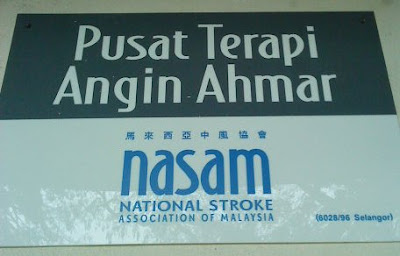 Pusat Terapi
Angin Ahmar
馬來西亞中風協會
nasam
NATIONAL STROKE
ASSOCIATION OF MALAYSIA
(6028/96 Selangor)